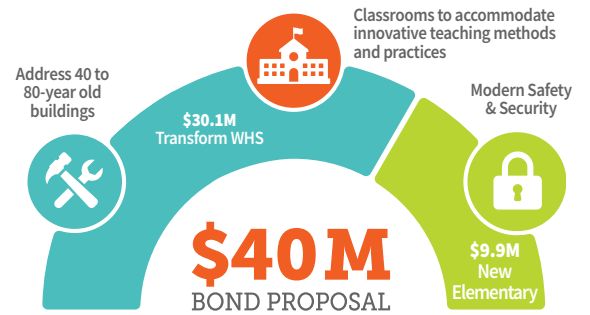 Classrooms to accommodate
innovative teaching methods
and practices
Address 40 to
80-year old
buildings
Modern Safety
& Security
$30.1M
Transform WHS
$40M
BOND PROPOSAL
$9.9M
New
Elementary